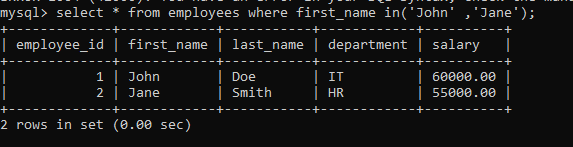 mysql> select * from employees where first_name in('John' ,'Jane');
+-------------+------------+-----------+------------+----------+
| employee_id | first_name | last_name | department | salary   |
+-------------+------------+-----------+------------+----------+
|           1 | John       | Doe       | IT         | 60000.00 |
|           2 | Jane       | Smith     | HR         | 55000.00 |
+-------------+------------+-----------+------------+----------+
2 rows in set (0.00 sec)